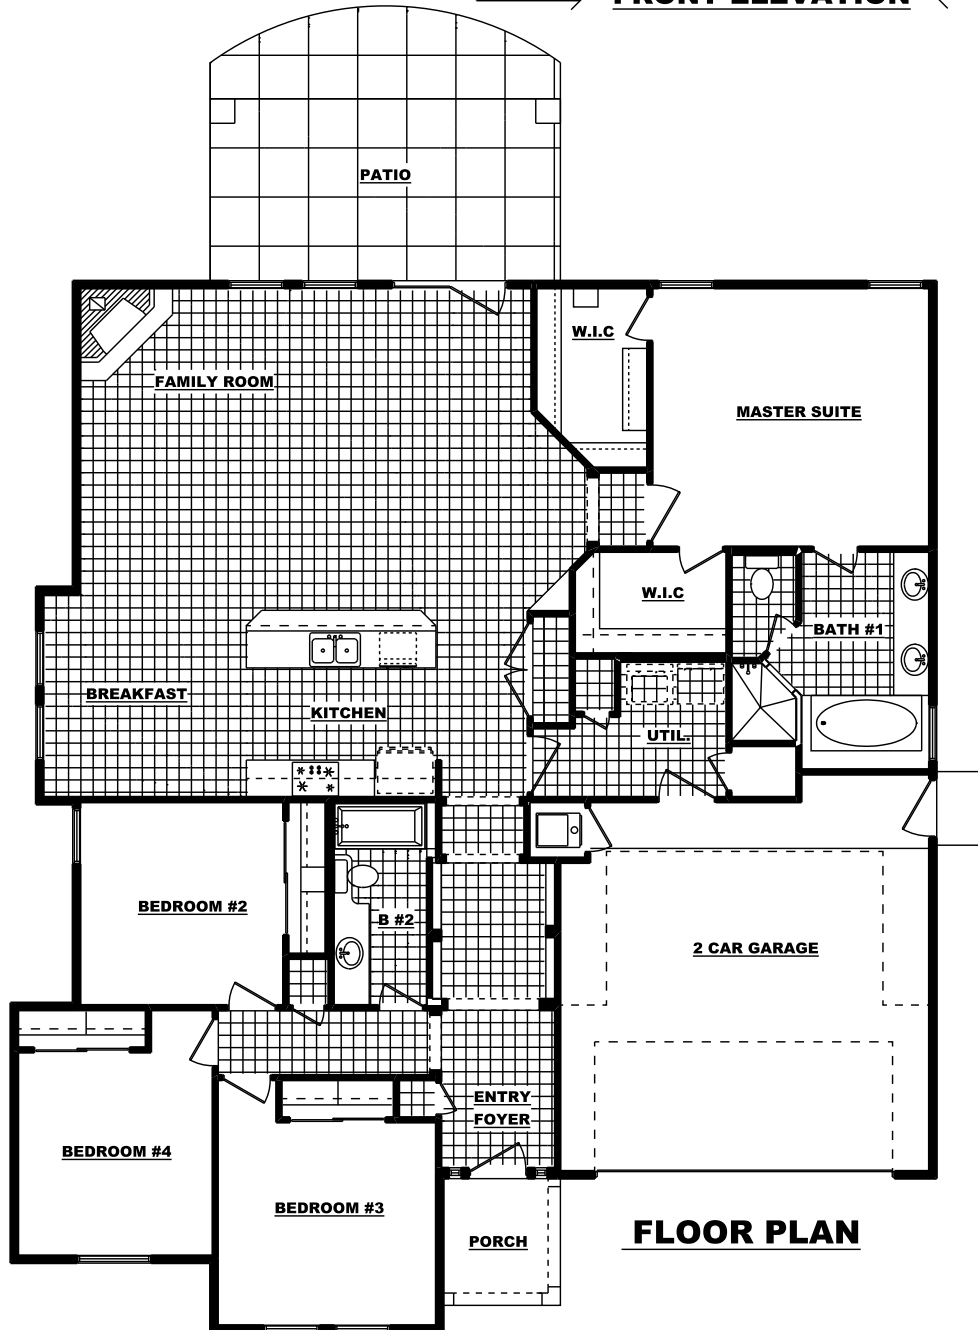 FRONT ELEVATION
PATIO
W.I.C
FAMILY ROOM
MASTER SUITE
W.I.C
BATH #1
BREAKFAST
KITCHEN
UTIL.
BEDROOM #2
B #2
2 CAR GARAGE
ENTRY
FOYER
BEDROOM #4
BEDROOM #3
FLOOR PLAN
PORCH